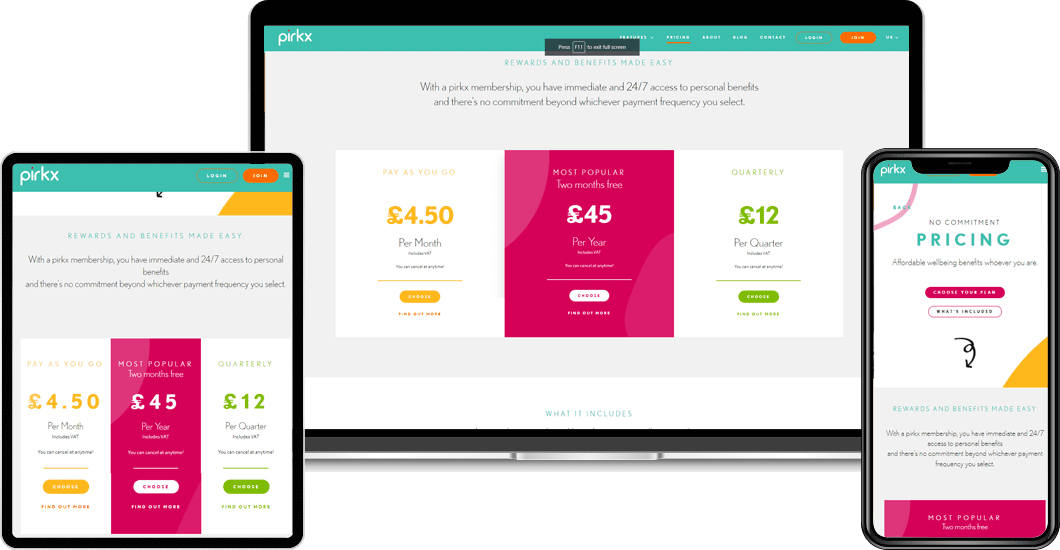 pirkx
FEATURES PRICING ABOUT BLOG CONTACT LOGIN JOIN UK
Press F11 to exit full screen
REWARDS AND BENEFITS MADE EASY
With a pirkx membership, you have immediate and 24/7 access to personal benefits
and there's no commitment beyond whichever payment frequency you select.
PAY AS YOU GO
£4.50
Per Month
Includes VAT
You can cancel at anytime!
CHOOSE
FIND OUT MORE
MOST POPULAR
Two months free
£45
Per Year
Includes VAT
You can cancel at anytime!
CHOOSE
FIND OUT MORE
QUARTERLY
£12
Per Quarter
Includes VAT
You can cancel at anytime!
CHOOSE
FIND OUT MORE
WHAT IT INCLUDES
pirkx
LOGIN JOIN
REWARDS AND BENEFITS MADE EASY
With a pirkx membership, you have immediate and 24/7 access to personal
benefits
and there's no commitment beyond whichever payment frequency you select.
PAY AS YOU GO
£4.50
Per Month
Includes VAT
You can cancel at anytime!
CHOOSE
FIND OUT MORE
MOST POPULAR
Two months free
£45
Per Year
Includes VAT
You can cancel at anytime!
CHOOSE
FIND OUT MORE
QUARTERLY
£12
Per Quarter
Includes VAT
You can cancel at anytime!
CHOOSE
FIND OUT MORE
pirkx
BACK
NO COMMITMENT
PRICING
Affordable wellbeing benefits whoever you are.
CHOOSE YOUR PLAN
WHAT'S INCLUDED
REWARDS AND BENEFITS MADE EASY
With a pirkx membership, you have immediate and 24/7
access to personal benefits
and there's no commitment beyond whichever payment
frequency you select.
MOST POPULAR
Two months free